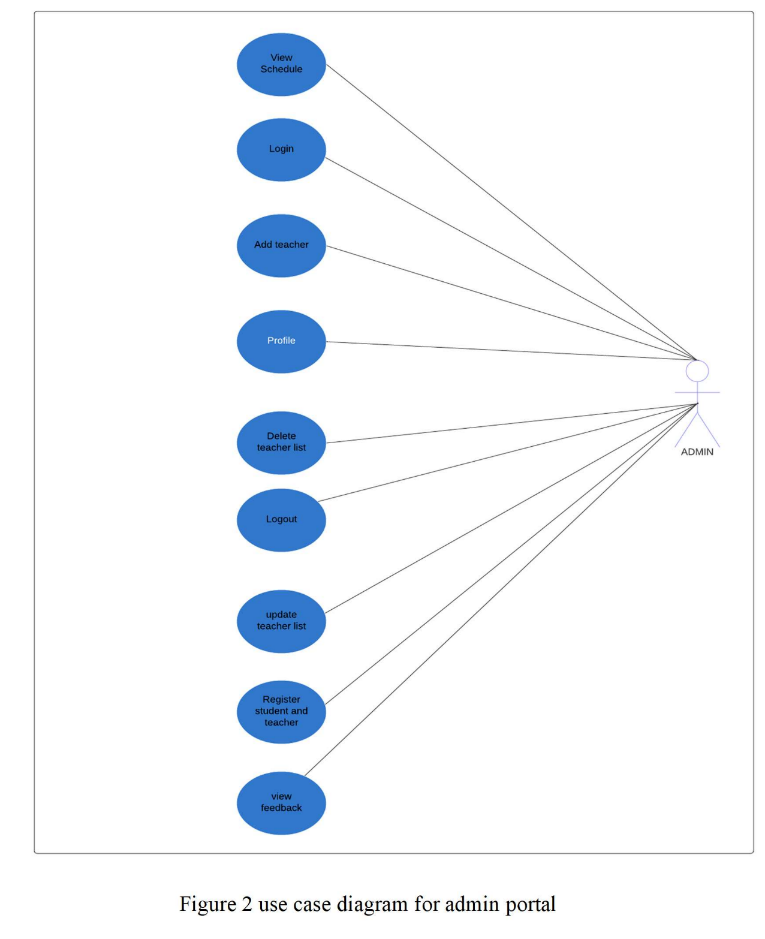 View
Schedule
Login
Add teacher
Profile
Delete
teacher list
ADMIN
Logout
update
teacher list
Register
student and
teacher
view
feedback
Figure 2 use case diagram for admin portal